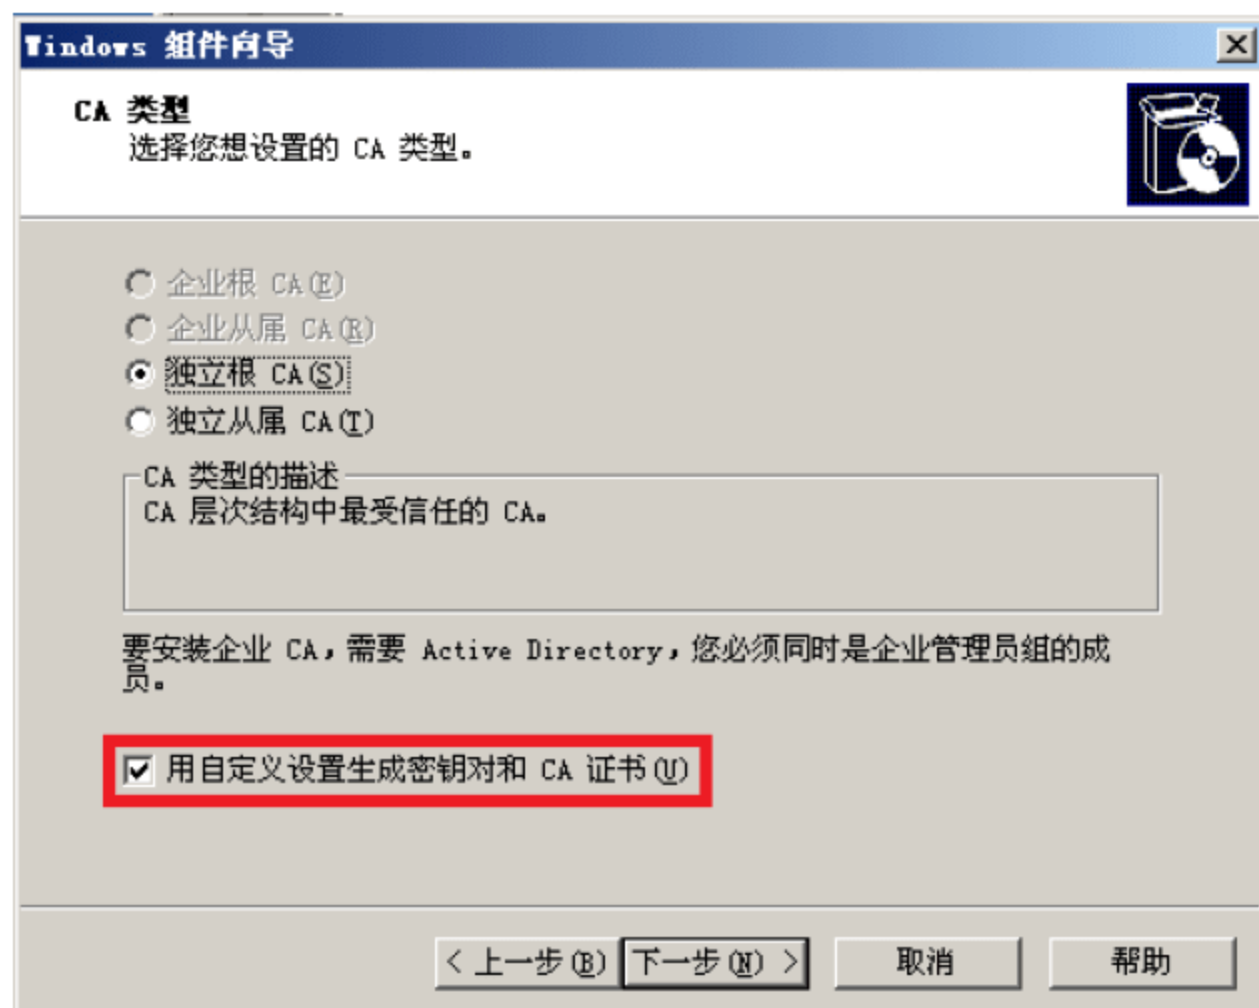 Windows 组件向导
CA 类型
选择您想设置的 CA 类型。
企业根 CA(E)
企业从属 CA(R)
独立根 CA(S)
独立从属 CA(T)
CA 类型的描述
CA 层次结构中最受信任的 CA。
要安装企业 CA，需要 Active Directory，您必须同时是企业管理员组的成
员。
用自定义设置生成密钥对和 CA 证书(U)
< 上一步(B) 下一步(N) > 取消 帮助